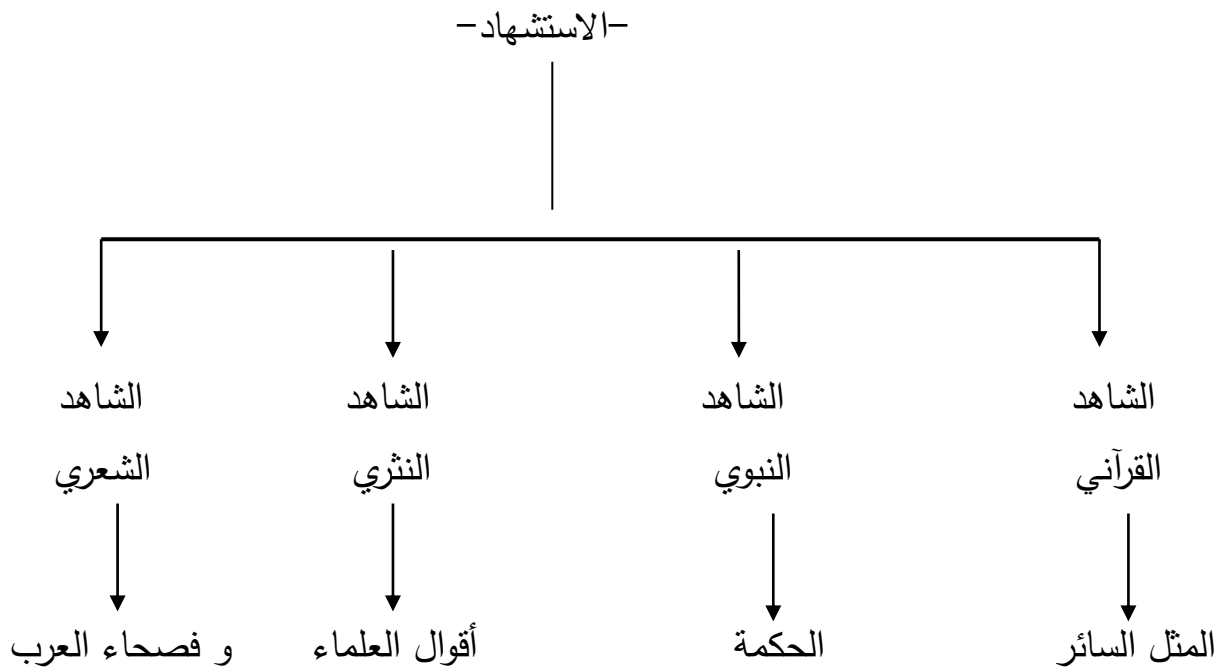 -الاستشهاد-
الشاهد الشاهد الشاهد الشاهد
القرآني النبوي النثري الشعري
المثل السائر الحكمة أقوال العلماء و فصحاء العرب